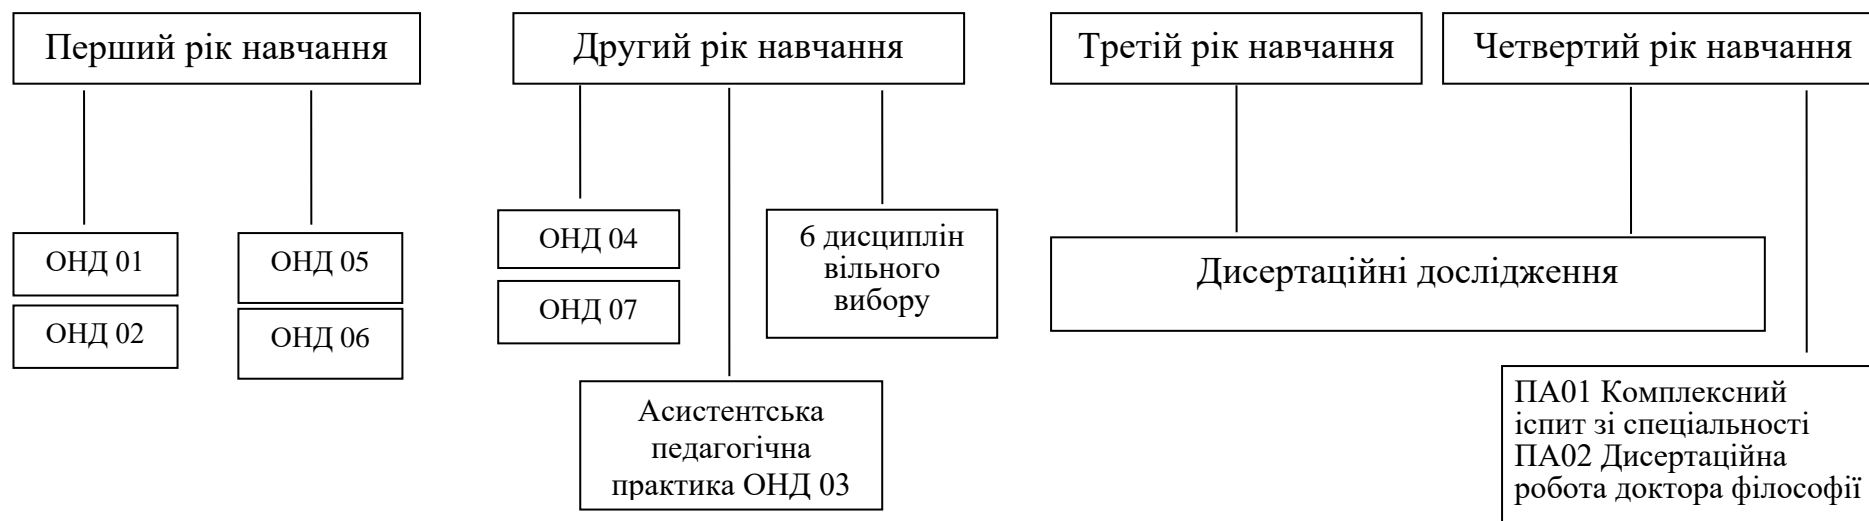 Перший рік навчання
Другий рік навчання
Третій рік навчання
Четвертий рік навчання
ОНД 01
ОНД 02
ОНД 05
ОНД 06
ОНД 04
ОНД 07
6 дисциплін
вільного
вибору
Асистентська
педагогічна
практика ОНД 03
Дисертаційні дослідження
ПА01 Комплексний
іспит зі спеціальності
ПА02 Дисертаційна
робота доктора філософії